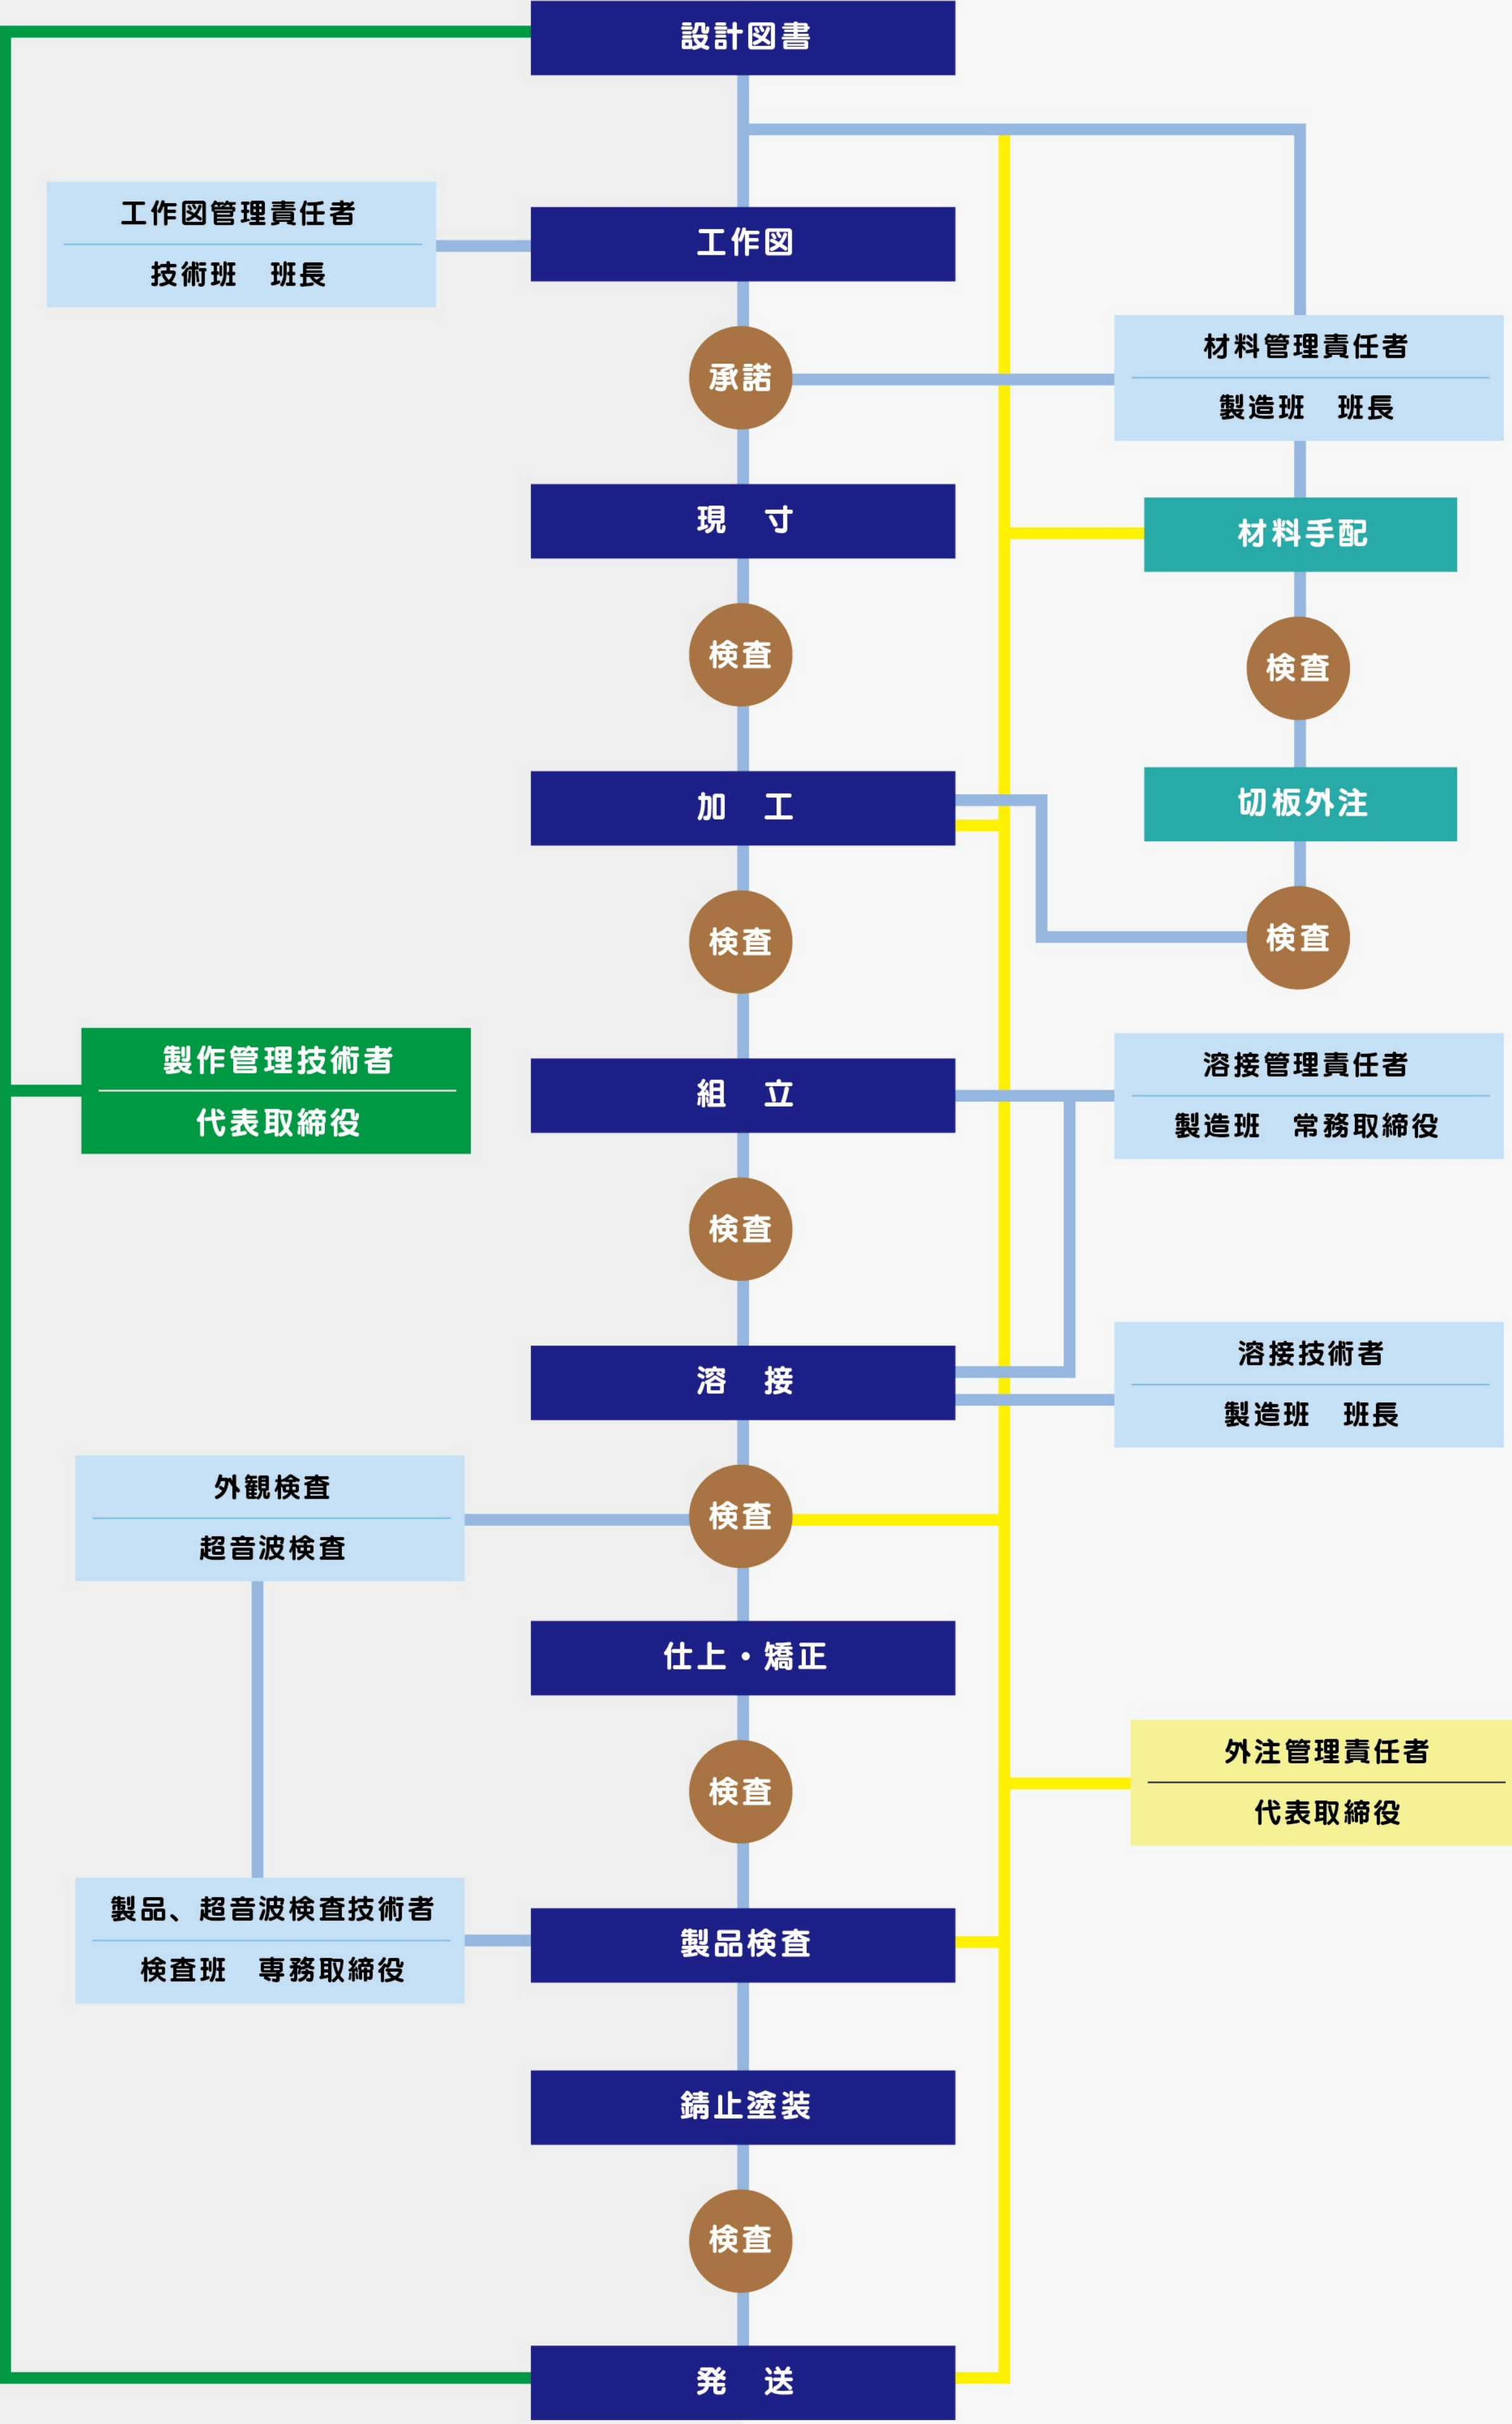 設計図書
工作図管理責任者
技術班　班長
工作図
承諾
材料管理責任者
製造班　班長
現　寸
材料手配
検査
検査
加　工
切板外注
検査
検査
製作管理技術者
代表取締役
組　立
溶接管理責任者
製造班　常務取締役
検査
溶接技術者
製造班　班長
溶　接
外観検査
超音波検査
検査
仕上・矯正
外注管理責任者
代表取締役
検査
製品、超音波検査技術者
検査班　専務取締役
製品検査
錆止塗装
検査
発　送